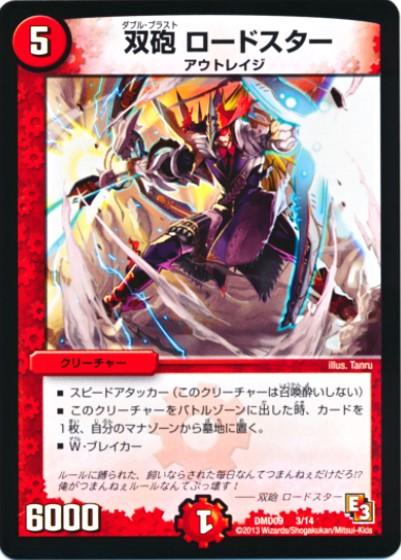 5
ダブル・ブラスト
双砲 ロードスター
アウトレイジ
クリーチャー
illus. Tanru
■ スピードアタッカー (このクリーチャーは召喚酔いしない)
■ このクリーチャーをバトルゾーンに出した時、カードを
1枚、自分のマナゾーンから墓地に置く。
■ W・ブレイカー
ルールに縛られた、飼いならされた毎日なんてつまんねぇだけだろ!?
俺がつまんねぇルールなんてぶっ壊す!
—— 双砲 ロードスター
6000
1
DMD09 3/14
©2013 Wizards/Shogakukan/Mitsui-Kids
E3